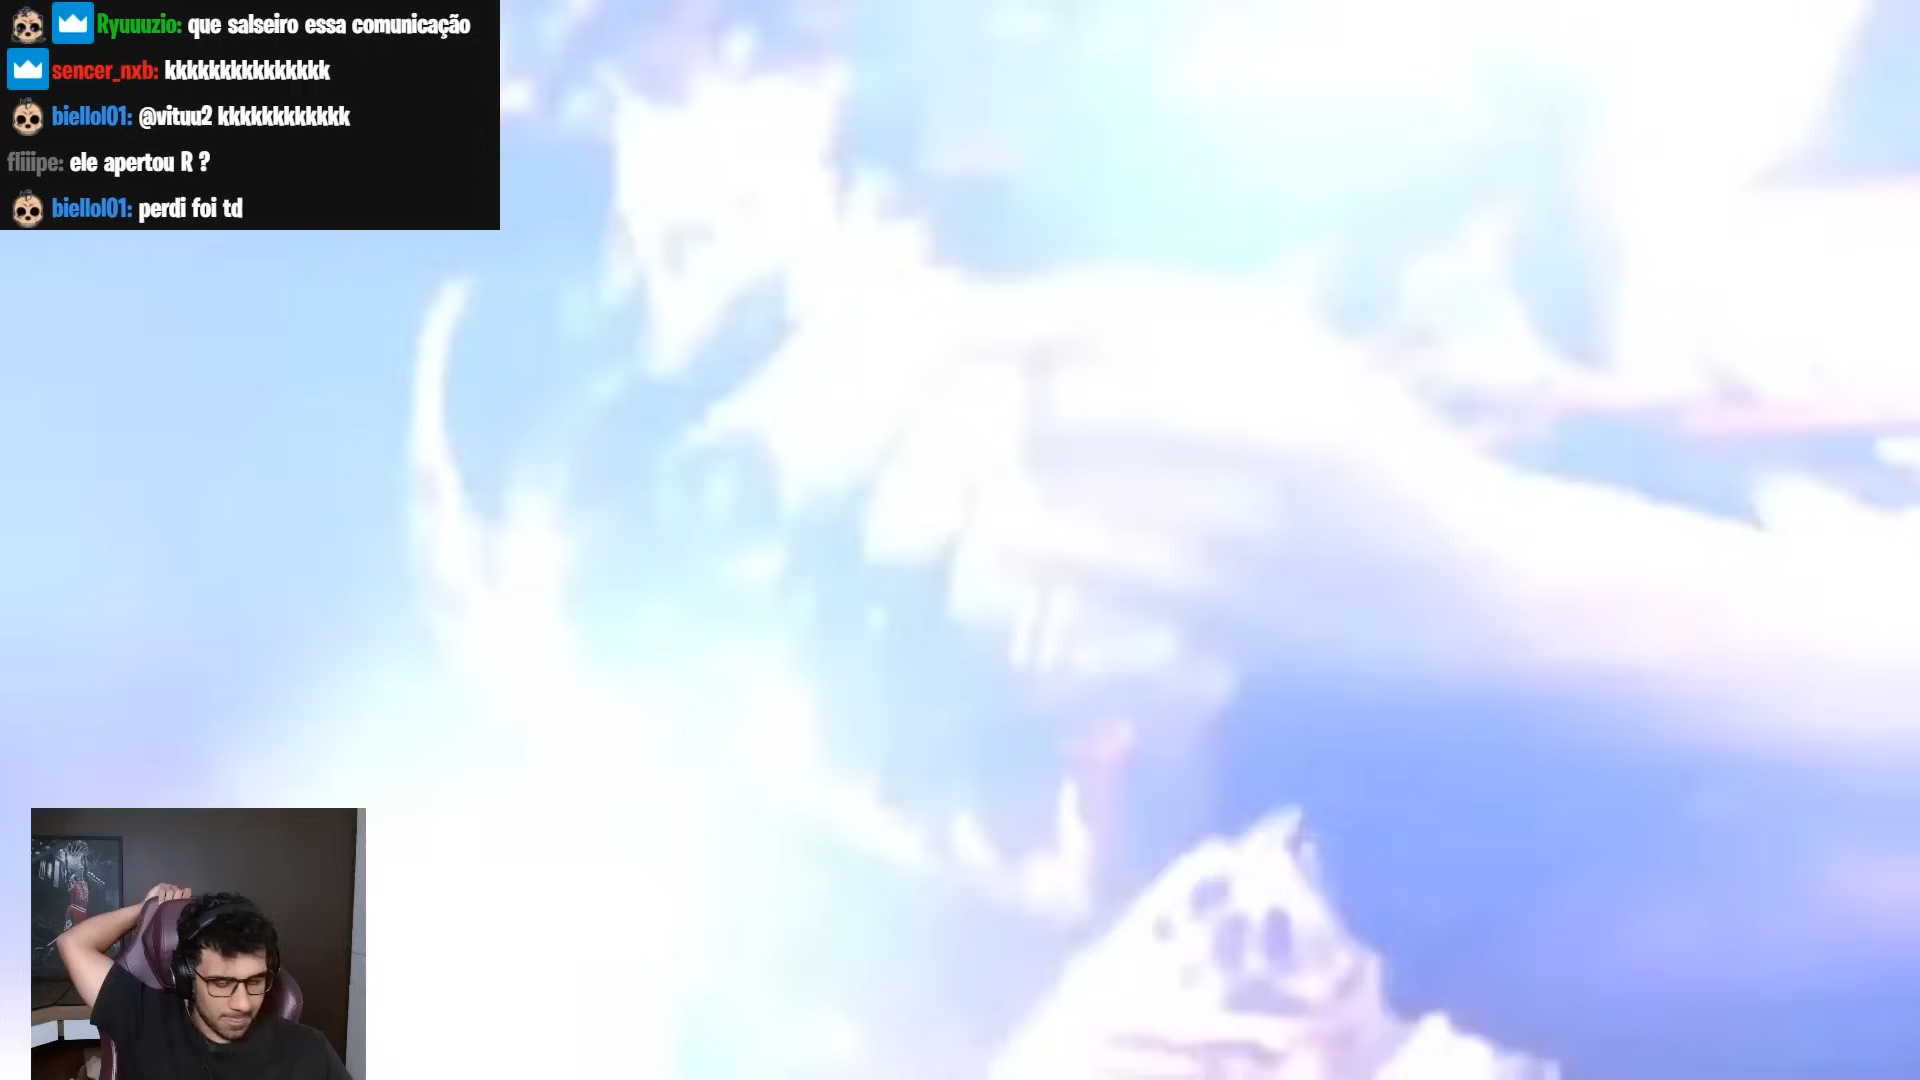 Ryuuuzio: que salseiro essa comunicação
sencer_nxb: kkkkkkkkkkkkkkk
biellol01: @vituu2 kkkkkkkkkkkk
fliiipe: ele apertou R ?
biellol01: perdi foi td